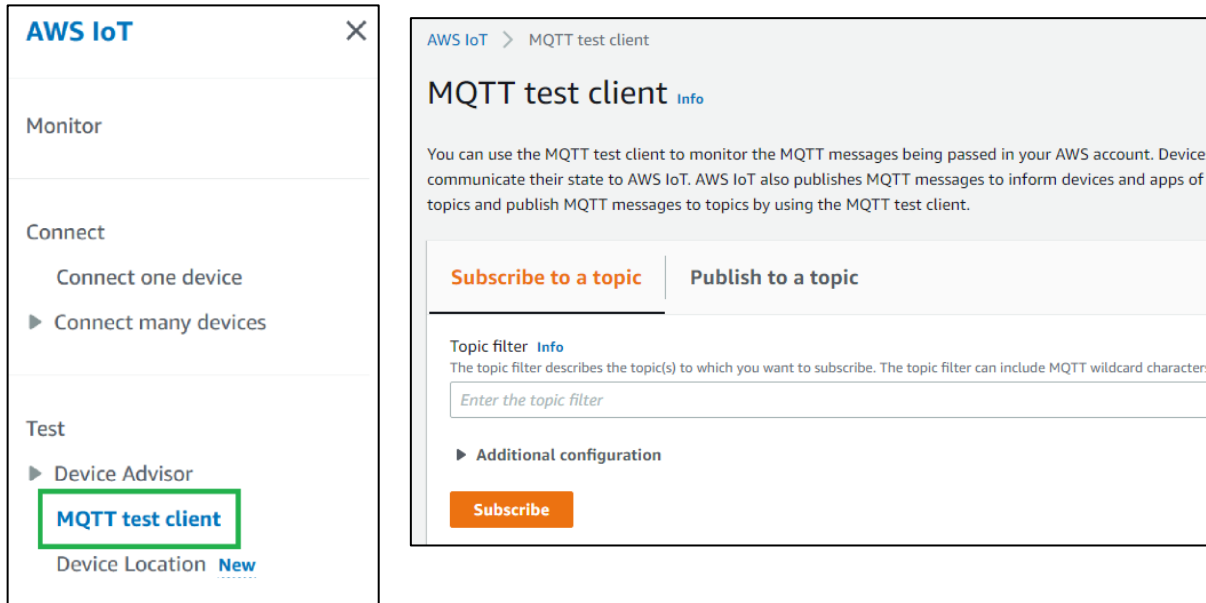 AWS IoT
Monitor
Connect
Connect one device
Connect many devices
Test
Device Advisor
MQTT test client
Device Location New
AWS IoT > MQTT test client
MQTT test client Info
You can use the MQTT test client to monitor the MQTT messages being passed in your AWS account. Device
communicate their state to AWS IoT. AWS IoT also publishes MQTT messages to inform devices and apps of
topics and publish MQTT messages to topics by using the MQTT test client.
Subscribe to a topic
Publish to a topic
Topic filter Info
The topic filter describes the topic(s) to which you want to subscribe. The topic filter can include MQTT wildcard characters
Enter the topic filter
Additional configuration
Subscribe